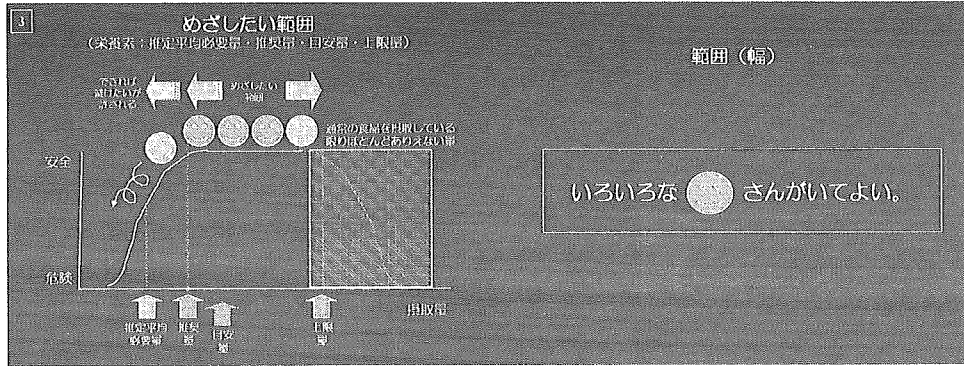 3
めざしたい範囲
(栄養素:推定平均必要量・推奨量・目安量・上限量)
できれば
避けたいが
許される
めざしたい
範囲
通常の食品を摂取している
限りほとんどありえない量
安全
危険
推定平均
必要量
推奨
量
目安
量
上限
量
摂取量
範囲(幅)
いろいろな
さんがいてよい。